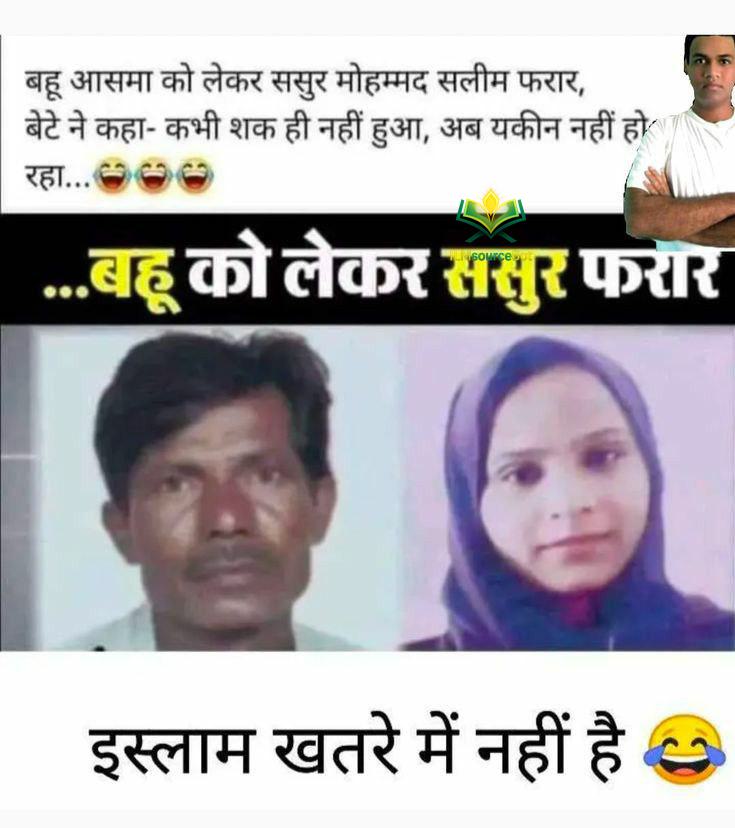 बहू आसमा को लेकर ससुर मोहम्मद सलीम फरार,
बेटे ने कहा- कभी शक ही नहीं हुआ, अब यकीन नहीं हो
रहा...😂😂😂
source
...बहू को लेकर ससुर फरार
इस्लाम खतरे में नहीं है 😂